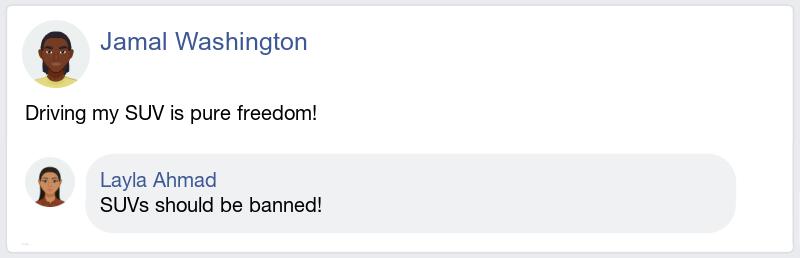 Jamal Washington
Driving my SUV is pure freedom!
Layla Ahmad
SUVs should be banned!